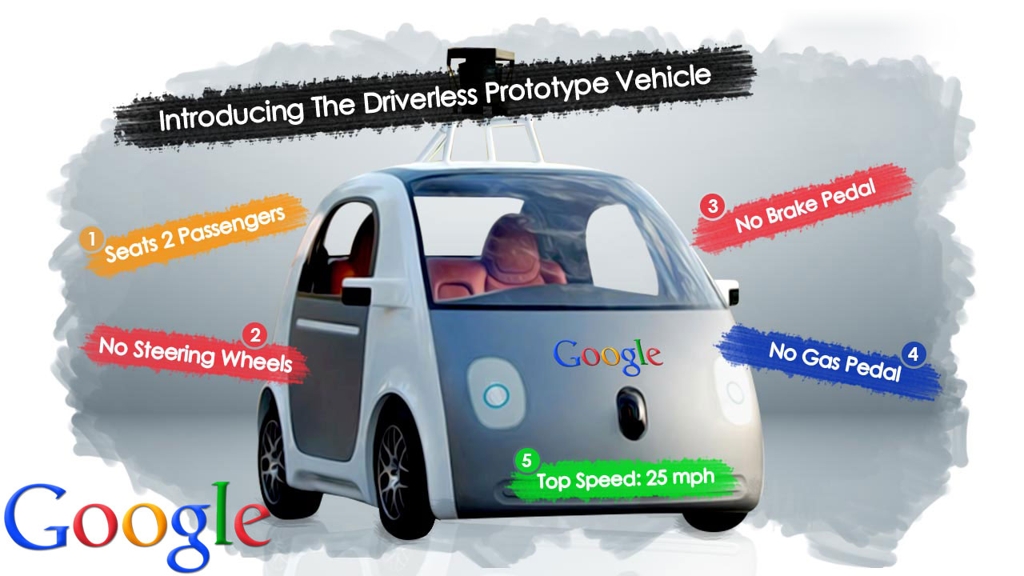 Introducing The Driverless Prototype Vehicle
1 Seats 2 Passengers
2 No Steering Wheels
3 No Brake Pedal
4 No Gas Pedal
Google
5 Top Speed: 25 mph
Google